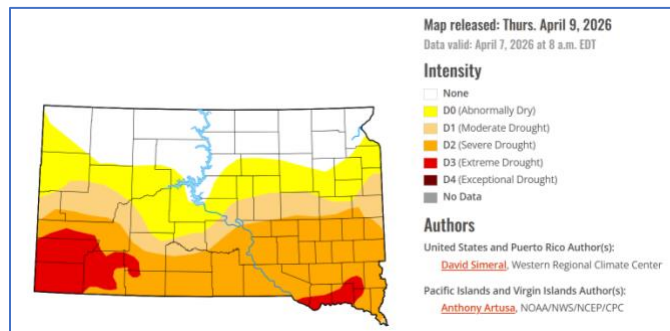 Map released: Thurs. April 9, 2026
Data valid: April 7, 2026 at 8 a.m. EDT
Intensity
None
D0 (Abnormally Dry)
D1 (Moderate Drought)
D2 (Severe Drought)
D3 (Extreme Drought)
D4 (Exceptional Drought)
No Data
Authors
United States and Puerto Rico Author(s):
David Simeral, Western Regional Climate Center
Pacific Islands and Virgin Islands Author(s):
Anthony Artusa, NOAA/NWS/NCEP/CPC